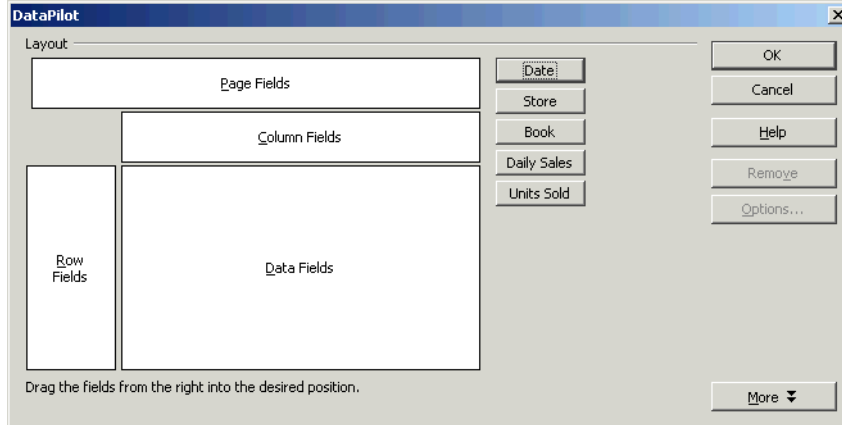 DataPilot
Layout
Page Fields
Column Fields
Row
Fields
Data Fields
Date
Store
Book
Daily Sales
Units Sold
OK
Cancel
Help
Remove
Options...
Drag the fields from the right into the desired position.
More